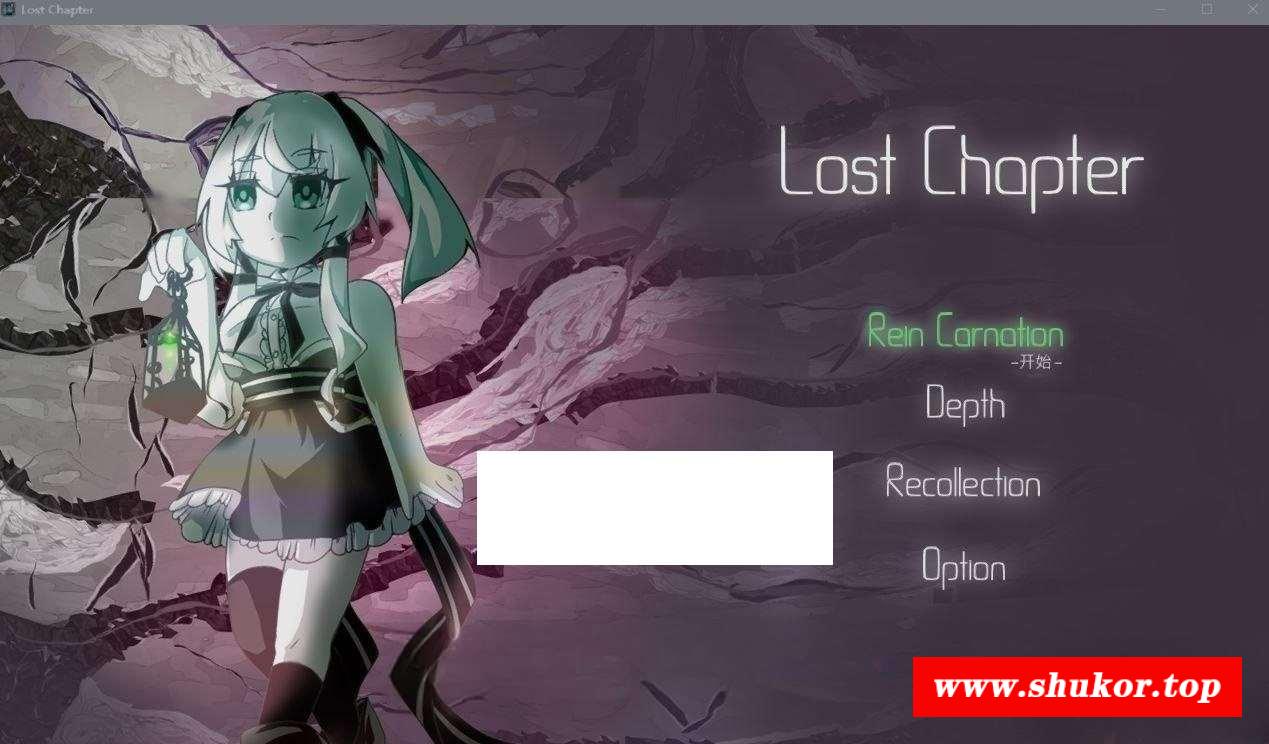 Lost Chapter
Lost Chapter
Rein Carnation
-开始-
Depth
Recollection
Option
www.shukor.top